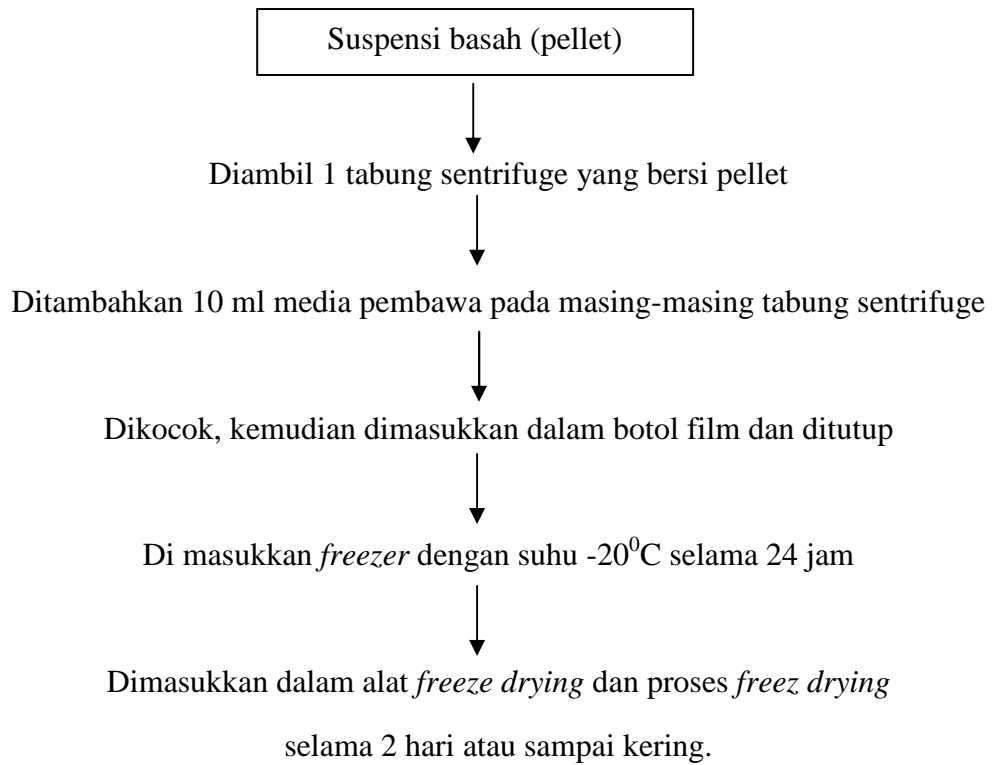 Suspensi basah (pellet)
Diambil 1 tabung sentrifuge yang bersi pellet
Ditambahkan 10 ml media pembawa pada masing-masing tabung sentrifuge
Dikocok, kemudian dimasukkan dalam botol film dan ditutup
Di masukkan freezer dengan suhu -20⁰C selama 24 jam
Dimasukkan dalam alat freeze drying dan proses freez drying
selama 2 hari atau sampai kering.